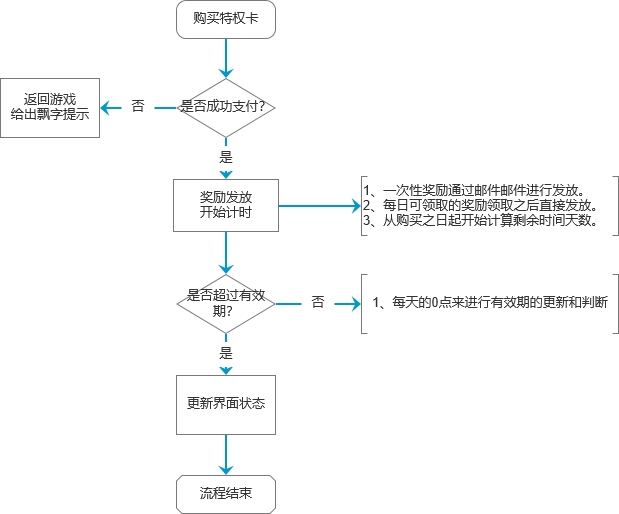 购买特权卡
是否成功支付？
否
返回游戏
给出飘字提示
是
奖励发放
开始计时
1、一次性奖励通过邮件邮件进行发放。
2、每日可领取的奖励领取之后直接发放。
3、从购买之日起开始计算剩余时间天数。
是否超过有效
期？
否
1、每天的0点来进行有效期的更新和判断
是
更新界面状态
流程结束